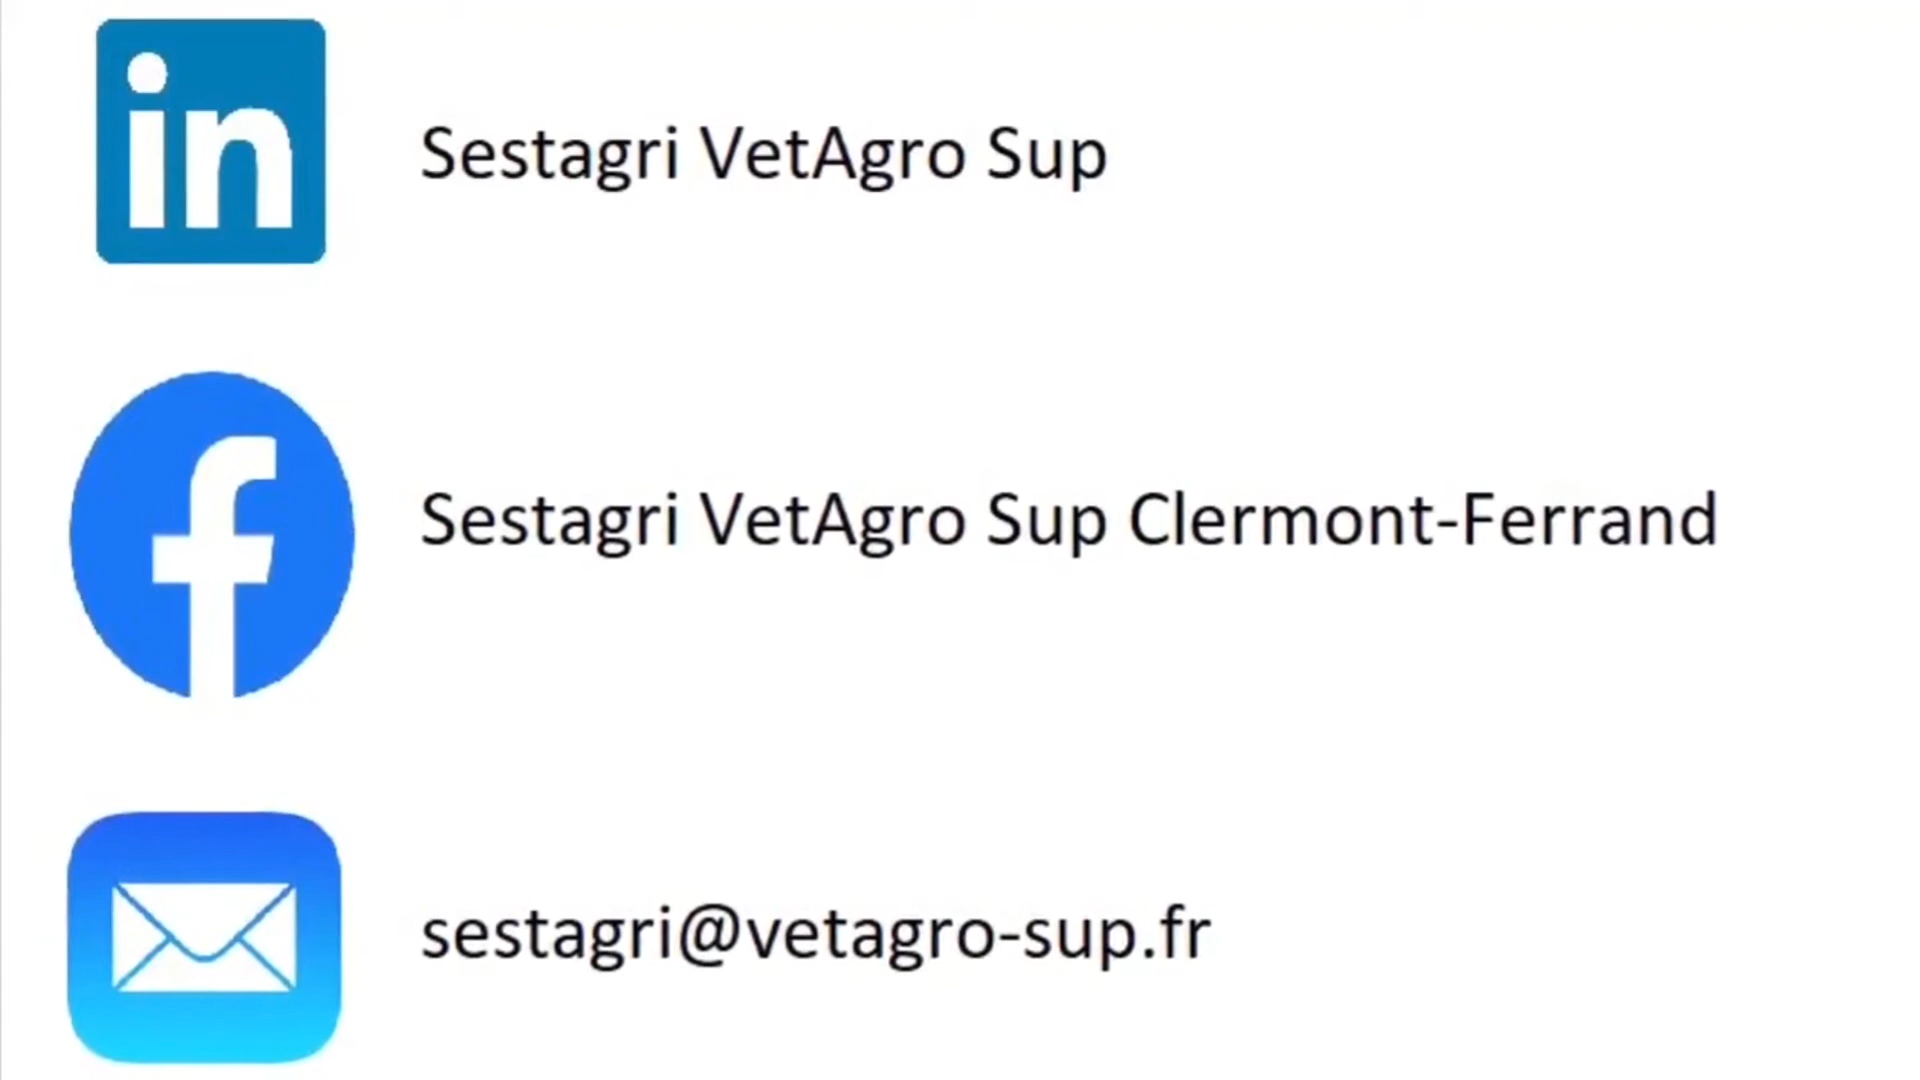 in
Sestagri VetAgro Sup
f
Sestagri VetAgro Sup Clermont-Ferrand
sestagri@vetagro-sup.fr